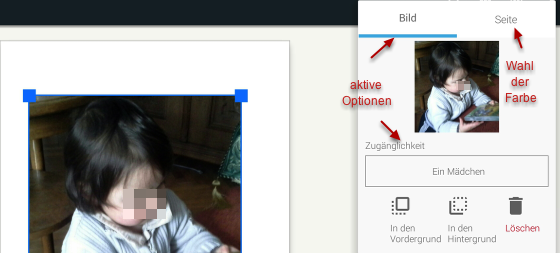 Bild
Seite
aktive
Optionen
Wahl
der
Farbe
Zugänglichkeit
Ein Mädchen
In den
Vordergrund
In den
Hintergrund
Löschen